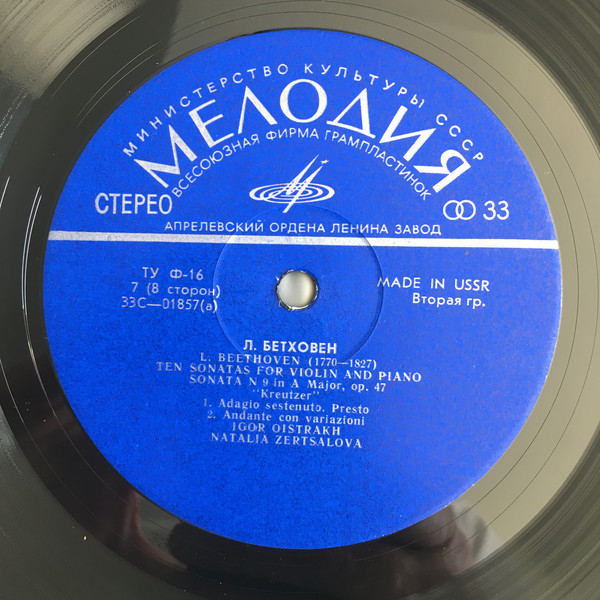 МИНИСТЕРСТВО КУЛЬТУРЫ СССР
МЕЛОДИЯ
ВСЕСОЮЗНАЯ ФИРМА ГРАМПЛАСТИНОК
СТЕРЕО
33
АПРЕЛЕВСКИЙ ОРДЕНА ЛЕНИНА ЗАВОД
ТУ Ф-16
7 (8 сторон)
33С—01857(а)
MADE IN USSR
Вторая гр.
Л. БЕТХОВЕН
L. BEETHOVEN (1770—1827)
TEN SONATAS FOR VIOLIN AND PIANO
SONATA N 9 in A Major, op. 47
"Kreutzer"
1. Adagio sestenuto. Presto
2. Andante con variazioni
IGOR OISTRAKH
NATALIA ZERTSALOVA